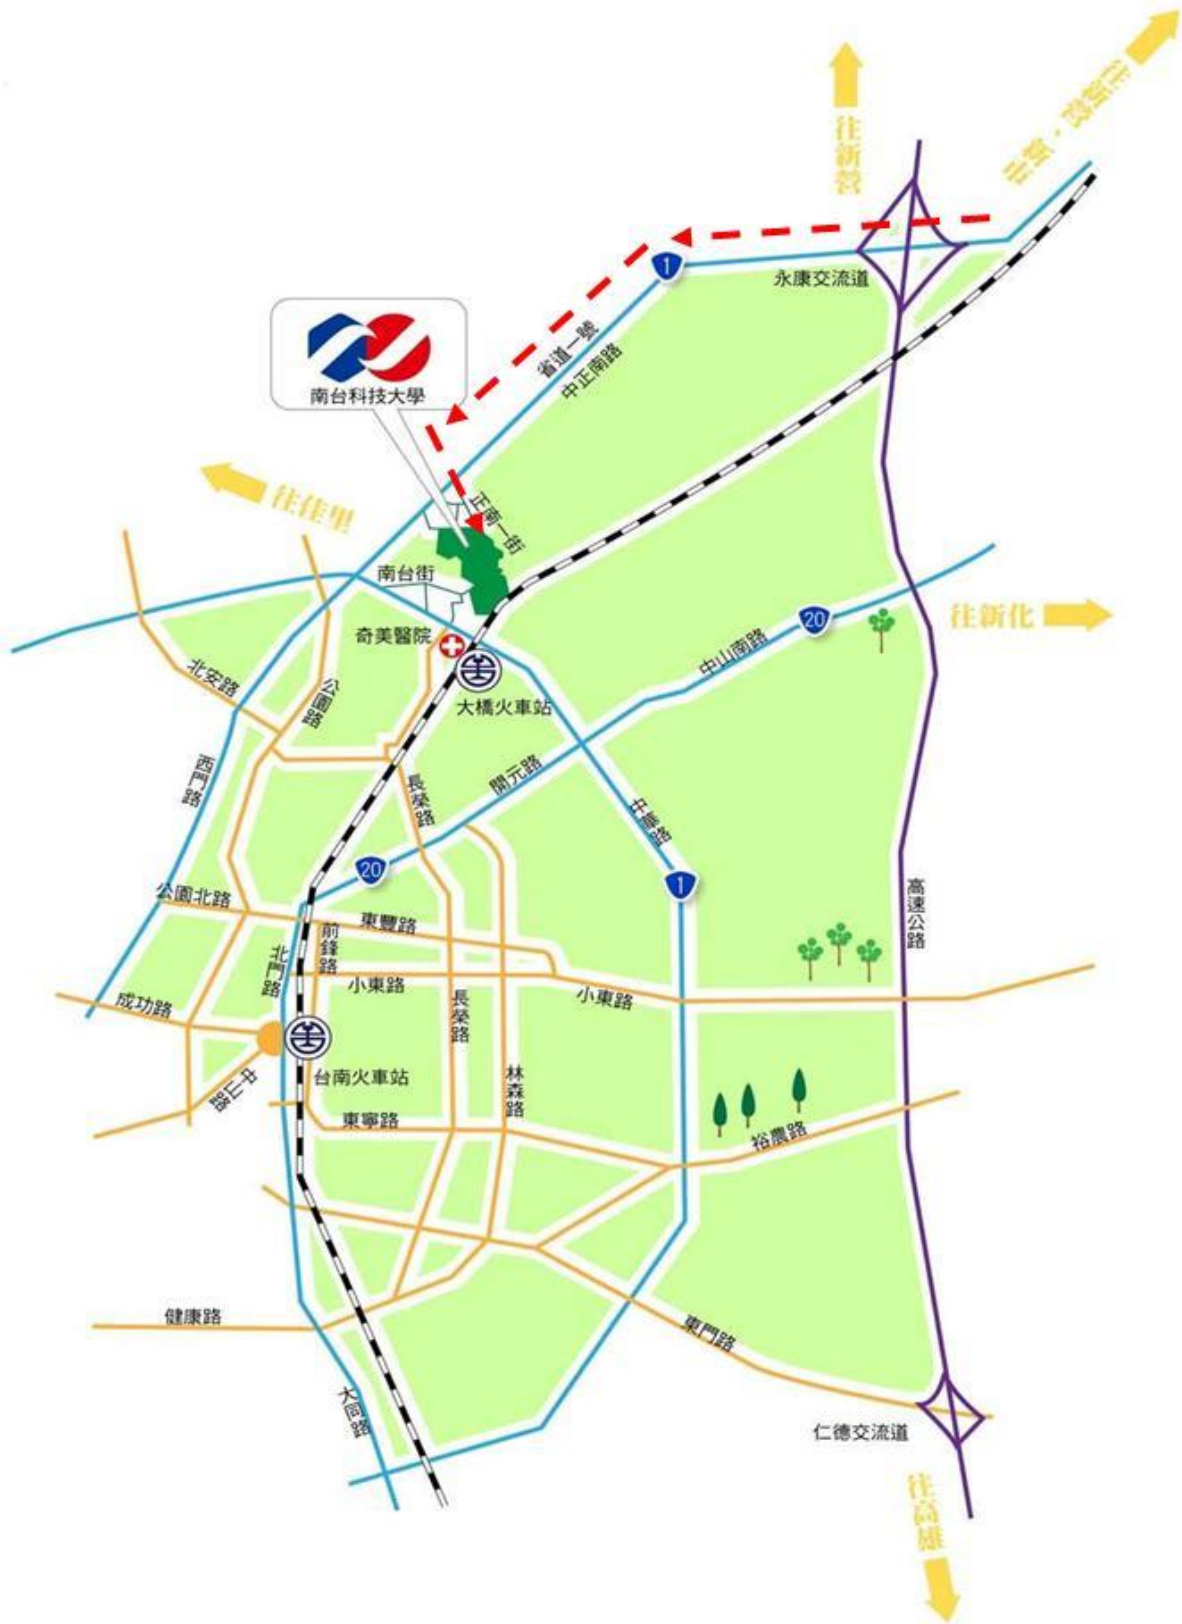 往新營
往新營、新市
1
永康交流道
省道一號
中正南路
南台科技大學
往佳里
正南一街
南台街
奇美醫院
大橋火車站
20
中山南路
往新化
北安路
公園路
西門路
長榮路
開元路
中華路
20
1
公園北路
東豐路
前鋒路
北門路
小東路
小東路
高速公路
成功路
長榮路
中山路
台南火車站
林森路
東寧路
裕農路
健康路
東門路
大同路
仁德交流道
往高雄